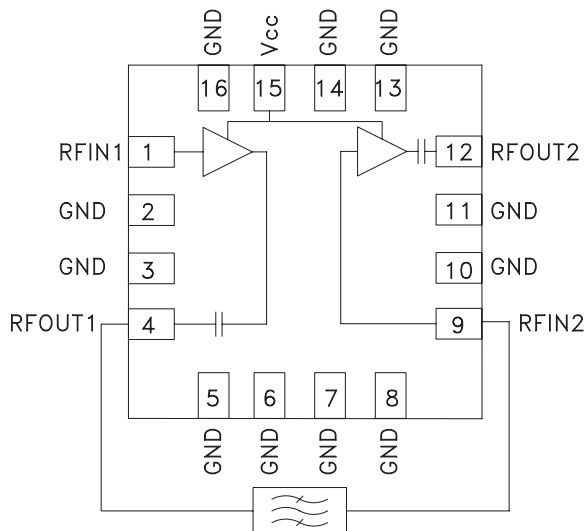 GND
Vcc
GND
GND
16
15
14
13
RFIN1
1
12
RFOUT2
GND
2
11
GND
GND
3
10
GND
RFOUT1
4
9
RFIN2
5
6
7
8
GND
GND
GND
GND